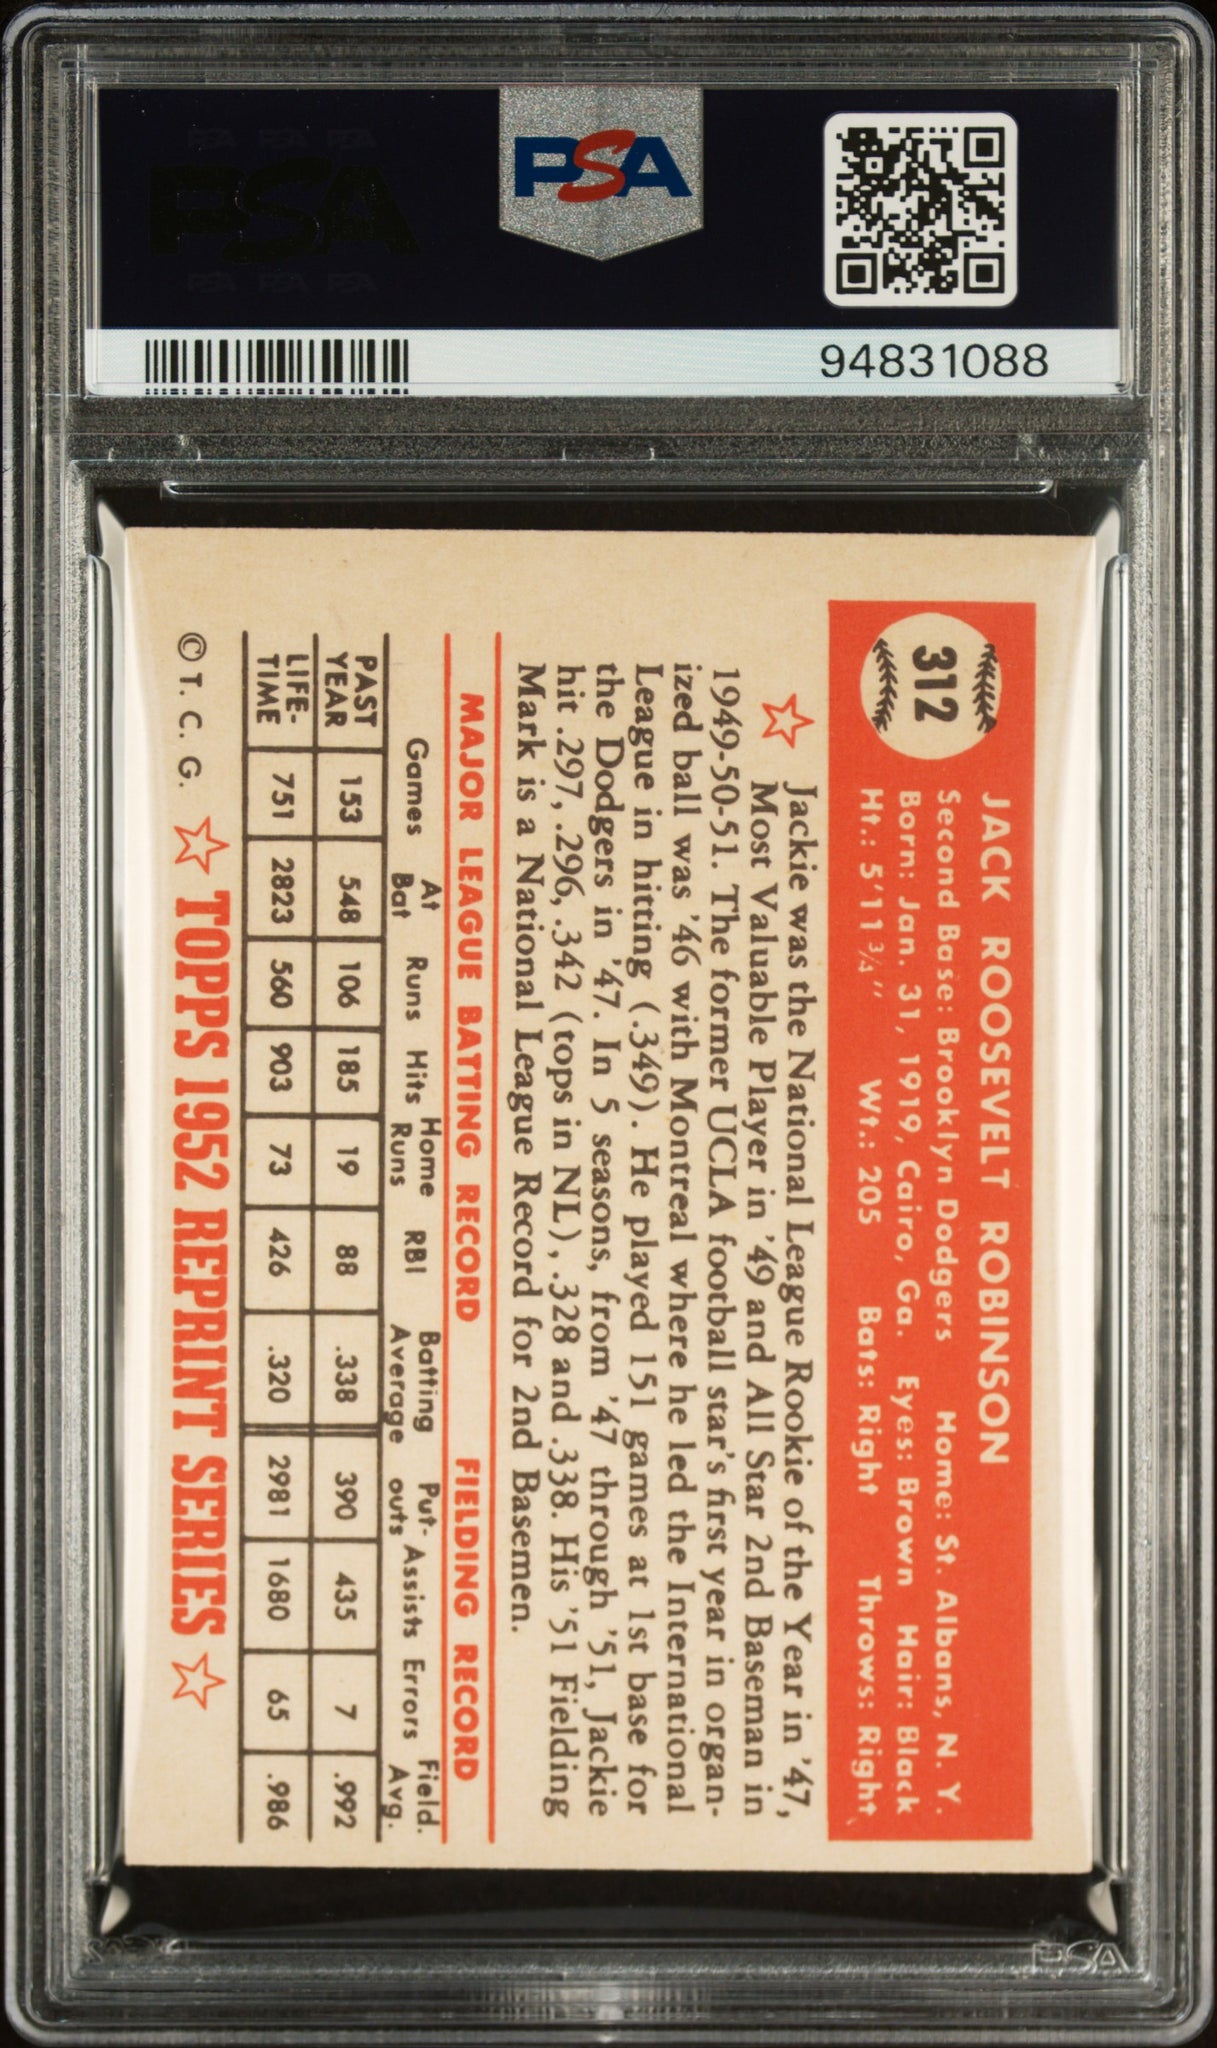 PSA PSA PSA
PSA
PSA PSA PSA
PSA
94831088
312
JACK ROOSEVELT ROBINSON
Second Base: Brooklyn Dodgers Home: St. Albans, N. Y.
Born: Jan. 31, 1919, Cairo, Ga. Eyes: Brown Hair: Black
Ht.: 5'11 3/4" Wt.: 205 Bats: Right Throws: Right
Jackie was the National League Rookie of the Year in '47,
Most Valuable Player in '49 and All Star 2nd Baseman in
1949-50-51. The former UCLA football star's first year in organ-
ized ball was '46 with Montreal where he led the International
League in hitting (.349). He played 151 games at 1st base for
the Dodgers in '47. In 5 seasons, from '47 through '51, Jackie
hit .297, .296, .342 (tops in NL), .328 and .338. His '51 Fielding
Mark is a National League Record for 2nd Basemen.
MAJOR LEAGUE BATTING RECORD FIELDING RECORD
Games At Bat Runs Hits Home Runs RBI Batting Average Put-outs Assists Errors Field. Avg.
PAST YEAR 153 548 106 185 19 88 .338 390 435 7 .992
LIFE-TIME 751 2823 560 903 73 426 .320 2981 1680 65 .986
© T. C. G. TOPPS 1952 REPRINT SERIES
PSA